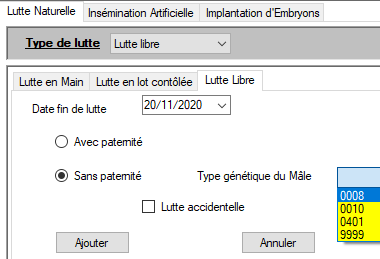 Lutte Naturelle Insémination Artificielle Implantation d'Embryons
Type de lutte Lutte libre
Lutte en Main Lutte en lot contôlée Lutte Libre
Date fin de lutte 20/11/2020
Avec paternité
Sans paternité Type génétique du Mâle
0008
Lutte accidentelle 0010
0401
9999
Ajouter Annuler